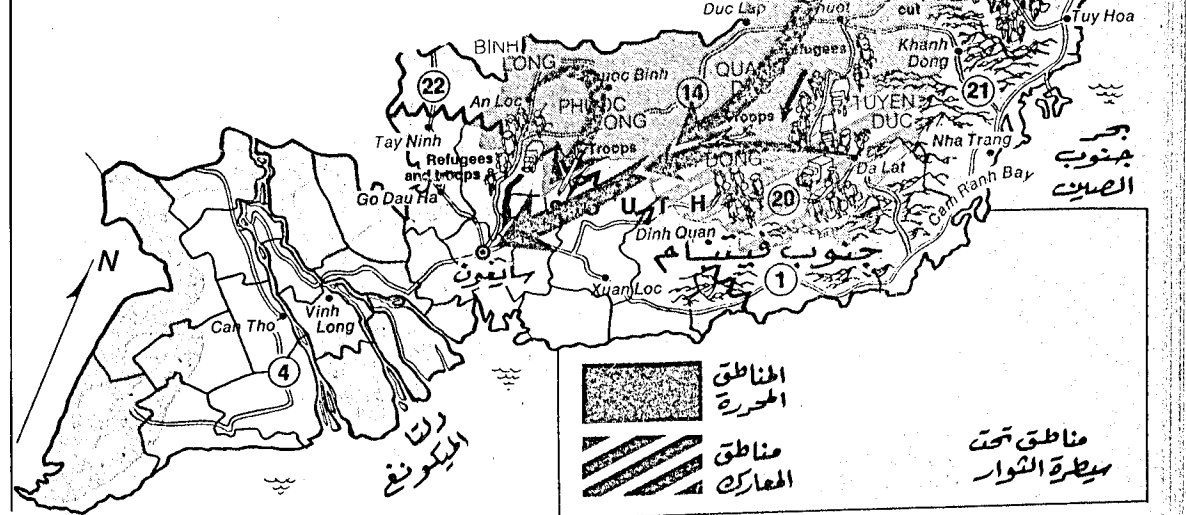 Duc Lap
cut
Tuy Hoa
BINH
LONG
Refugees
Khanh
Dong
22
14
21
An Loc
TUYEN
DUC
Troops
Tay Ninh
Troops
Nha Trang
بحر
جنوب
الصين
Refugees
and troops
LONG
Da Lat
Go Dau Ha
20
Cam Ranh Bay
S O U T H
N
Dinh Quan
جنوب فيتنام
سايغون
Xuan Loc
1
Vinh
Long
Can Tho
4
دلتا
الميكونغ
المناطق
المحررة
مناطق
المعارك
مناطق تحت
سيطرة الثوار